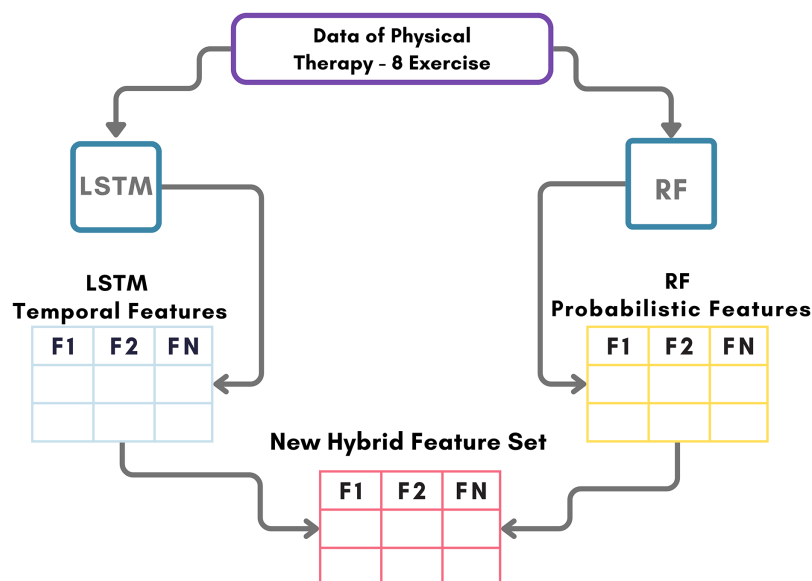 Data of Physical
Therapy - 8 Exercise
LSTM
RF
LSTM
Temporal Features
F1 F2 FN
RF
Probabilistic Features
F1 F2 FN
New Hybrid Feature Set
F1 F2 FN